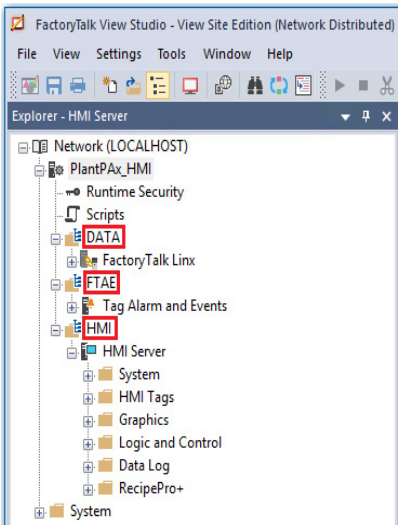 FactoryTalk View Studio - View Site Edition (Network Distributed)
File View Settings Tools Window Help
Explorer - HMI Server
Network (LOCALHOST)
PlantPAx_HMI
Runtime Security
Scripts
DATA
FactoryTalk Linx
FTAE
Tag Alarm and Events
HMI
HMI Server
System
HMI Tags
Graphics
Logic and Control
Data Log
RecipePro+
System